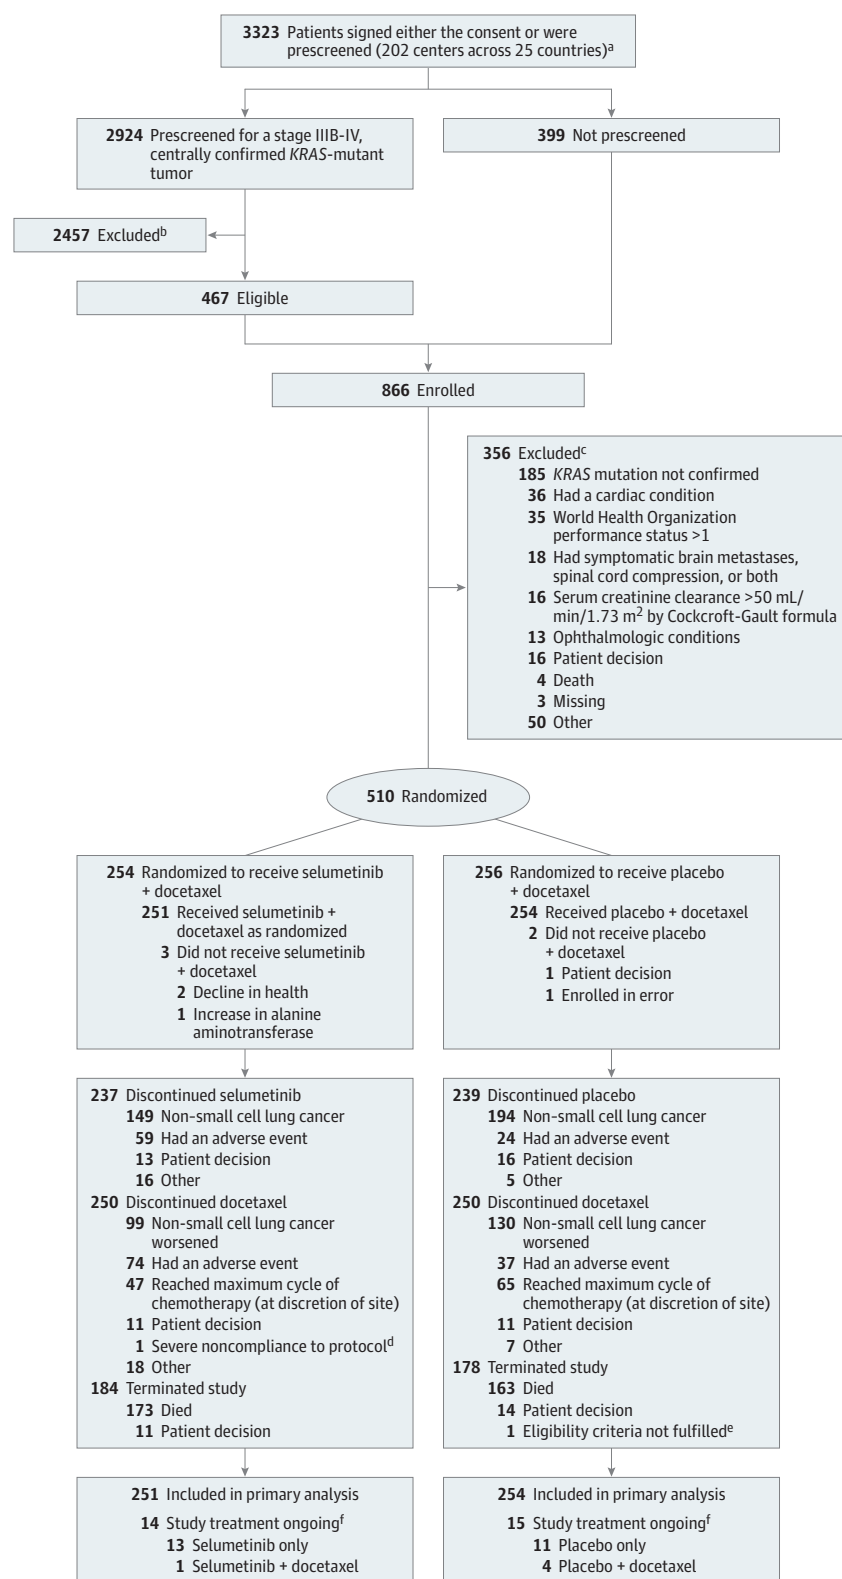 3323 Patients signed either the consent or were
prescreened (202 centers across 25 countries)a
2924 Prescreened for a stage IIIB-IV,
centrally confirmed KRAS-mutant
tumor
399 Not prescreened
2457 Excludedb
467 Eligible
866 Enrolled
356 Excludedc
185 KRAS mutation not confirmed
36 Had a cardiac condition
35 World Health Organization
performance status >1
18 Had symptomatic brain metastases,
spinal cord compression, or both
16 Serum creatinine clearance >50 mL/
min/1.73 m2 by Cockcroft-Gault formula
13 Ophthalmologic conditions
16 Patient decision
4 Death
3 Missing
50 Other
510 Randomized
254 Randomized to receive selumetinib
+ docetaxel
251 Received selumetinib +
docetaxel as randomized
3 Did not receive selumetinib
+ docetaxel
2 Decline in health
1 Increase in alanine
aminotransferase
256 Randomized to receive placebo
+ docetaxel
254 Received placebo + docetaxel
2 Did not receive placebo
+ docetaxel
1 Patient decision
1 Enrolled in error
237 Discontinued selumetinib
149 Non-small cell lung cancer
59 Had an adverse event
13 Patient decision
16 Other
250 Discontinued docetaxel
99 Non-small cell lung cancer
worsened
74 Had an adverse event
47 Reached maximum cycle of
chemotherapy (at discretion of site)
11 Patient decision
1 Severe noncompliance to protocold
18 Other
184 Terminated study
173 Died
11 Patient decision
239 Discontinued placebo
194 Non-small cell lung cancer
24 Had an adverse event
16 Patient decision
5 Other
250 Discontinued docetaxel
130 Non-small cell lung cancer
worsened
37 Had an adverse event
65 Reached maximum cycle of
chemotherapy (at discretion of site)
11 Patient decision
7 Other
178 Terminated study
163 Died
14 Patient decision
1 Eligibility criteria not fulfillede
251 Included in primary analysis
14 Study treatment ongoingf
13 Selumetinib only
1 Selumetinib + docetaxel
254 Included in primary analysis
15 Study treatment ongoingf
11 Placebo only
4 Placebo + docetaxel